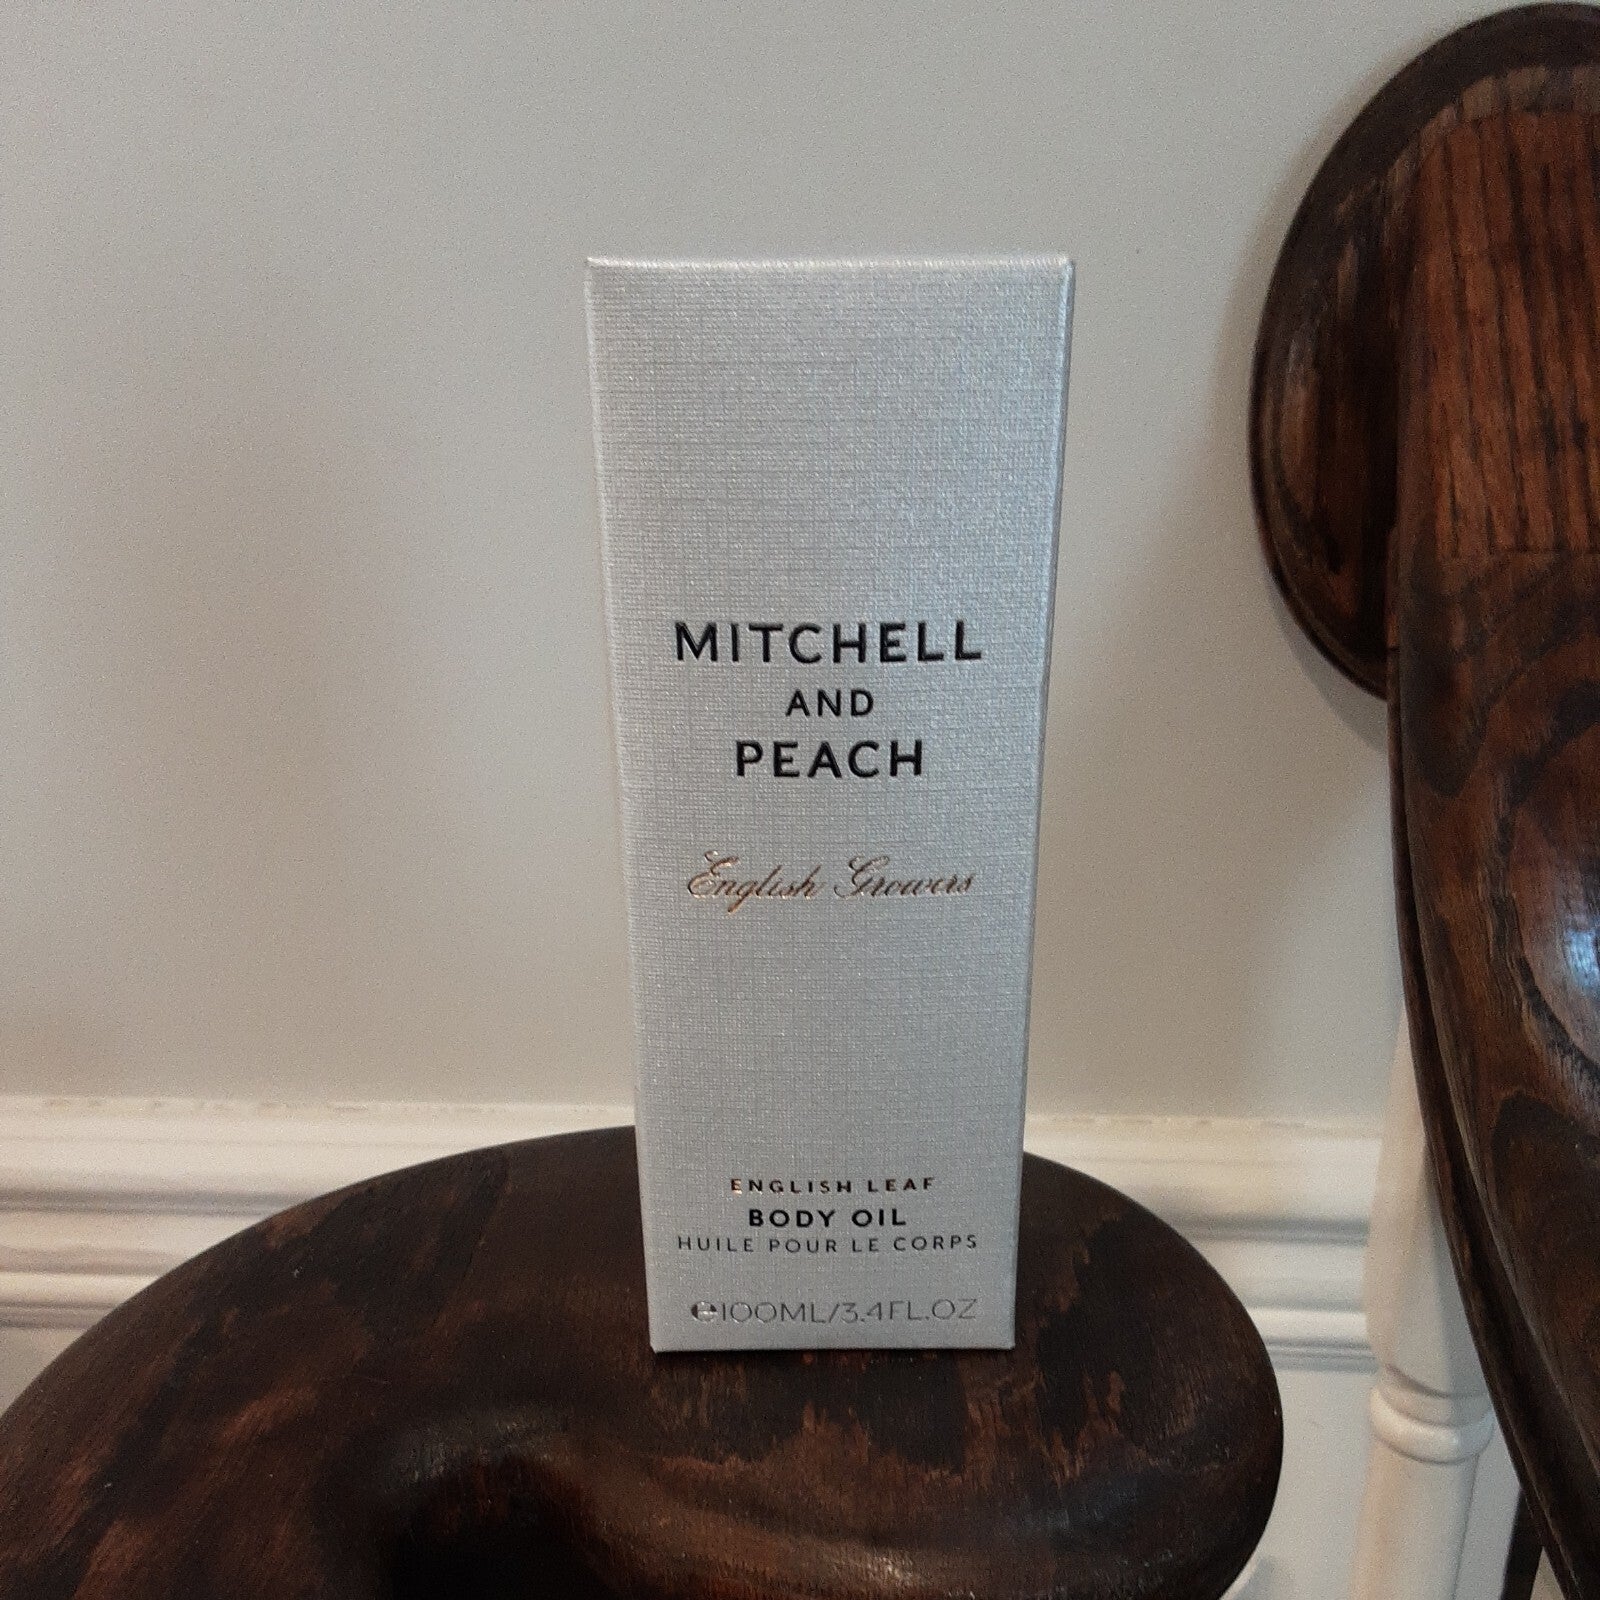 MITCHELL
AND
PEACH
English Growers
ENGLISH LEAF
BODY OIL
HUILE POUR LE CORPS
℮100ML/3.4FL.OZ